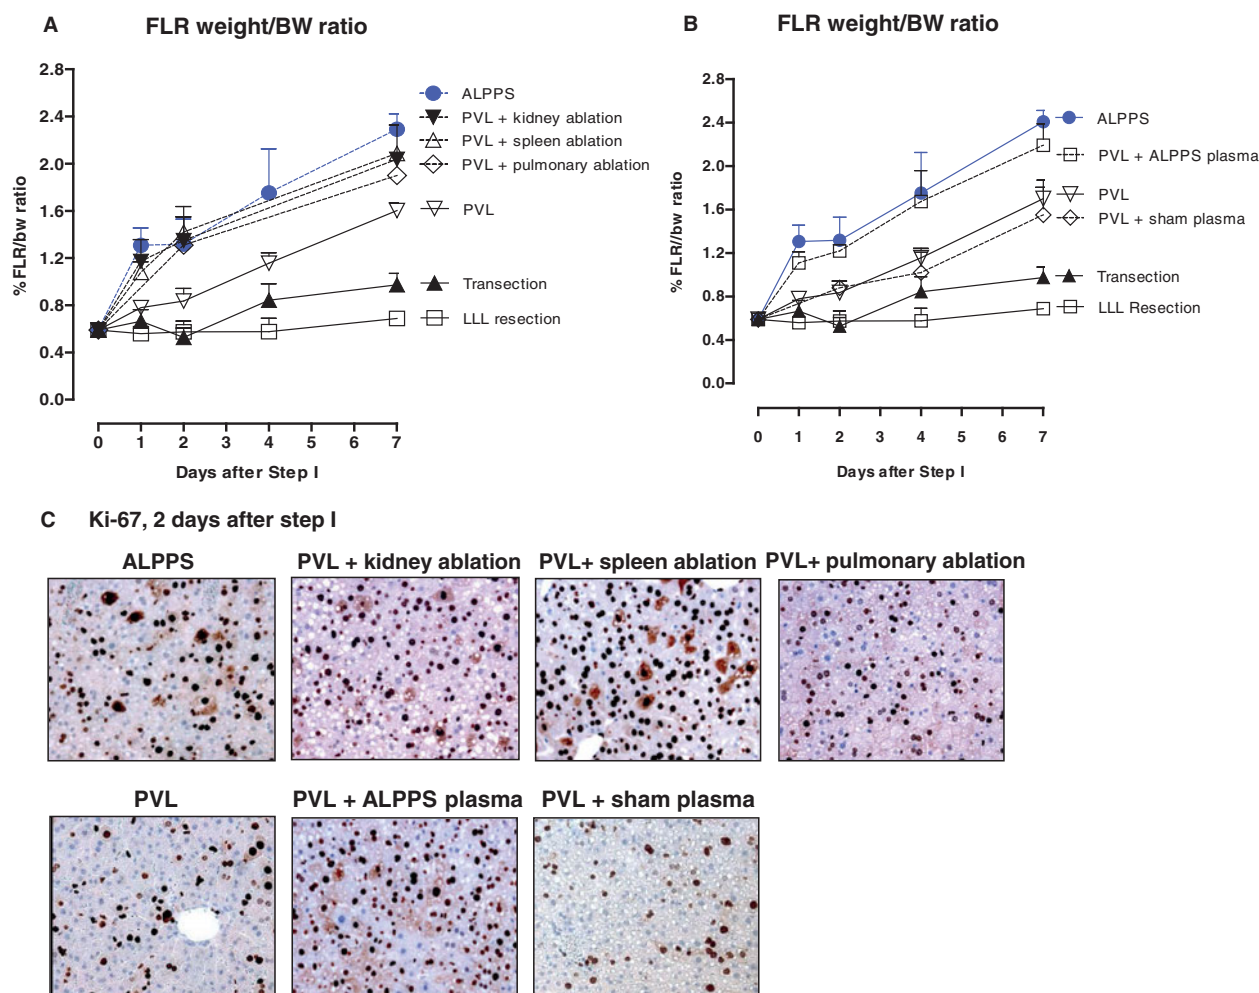 A
FLR weight/BW ratio
% FLR/bw ratio
2.8
2.4
2.0
1.6
1.2
0.8
0.4
0.0
0 1 2 3 4 5 6 7
Days after Step I
ALPPS
PVL + kidney ablation
PVL + spleen ablation
PVL + pulmonary ablation
PVL
Transection
LLL resection
B
FLR weight/BW ratio
% FLR//bw ratio
2.8
2.4
2.0
1.6
1.2
0.8
0.4
0.0
0 1 2 3 4 5 6 7
Days after Step I
ALPPS
PVL + ALPPS plasma
PVL
PVL + sham plasma
Transection
LLL Resection
C Ki-67, 2 days after step I
ALPPS
PVL + kidney ablation
PVL+ spleen ablation
PVL+ pulmonary ablation
PVL
PVL + ALPPS plasma
PVL + sham plasma